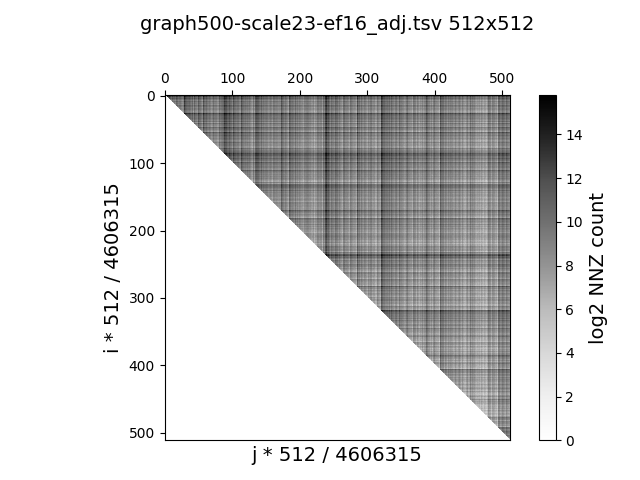 graph500-scale23-ef16_adj.tsv 512x512
0 100 200 300 400 500
0
100
200
300
400
500
i * 512 / 4606315
j * 512 / 4606315
14
12
10
8
6
4
2
0
log2 NNZ count